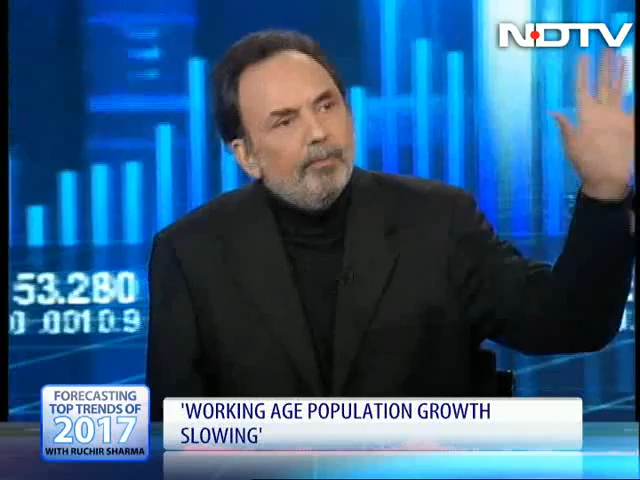 NDTV
53.280
0 .0010.9
FORECASTING
TOP TRENDS OF
2017
WITH RUCHIR SHARMA
'WORKING AGE POPULATION GROWTH
SLOWING'